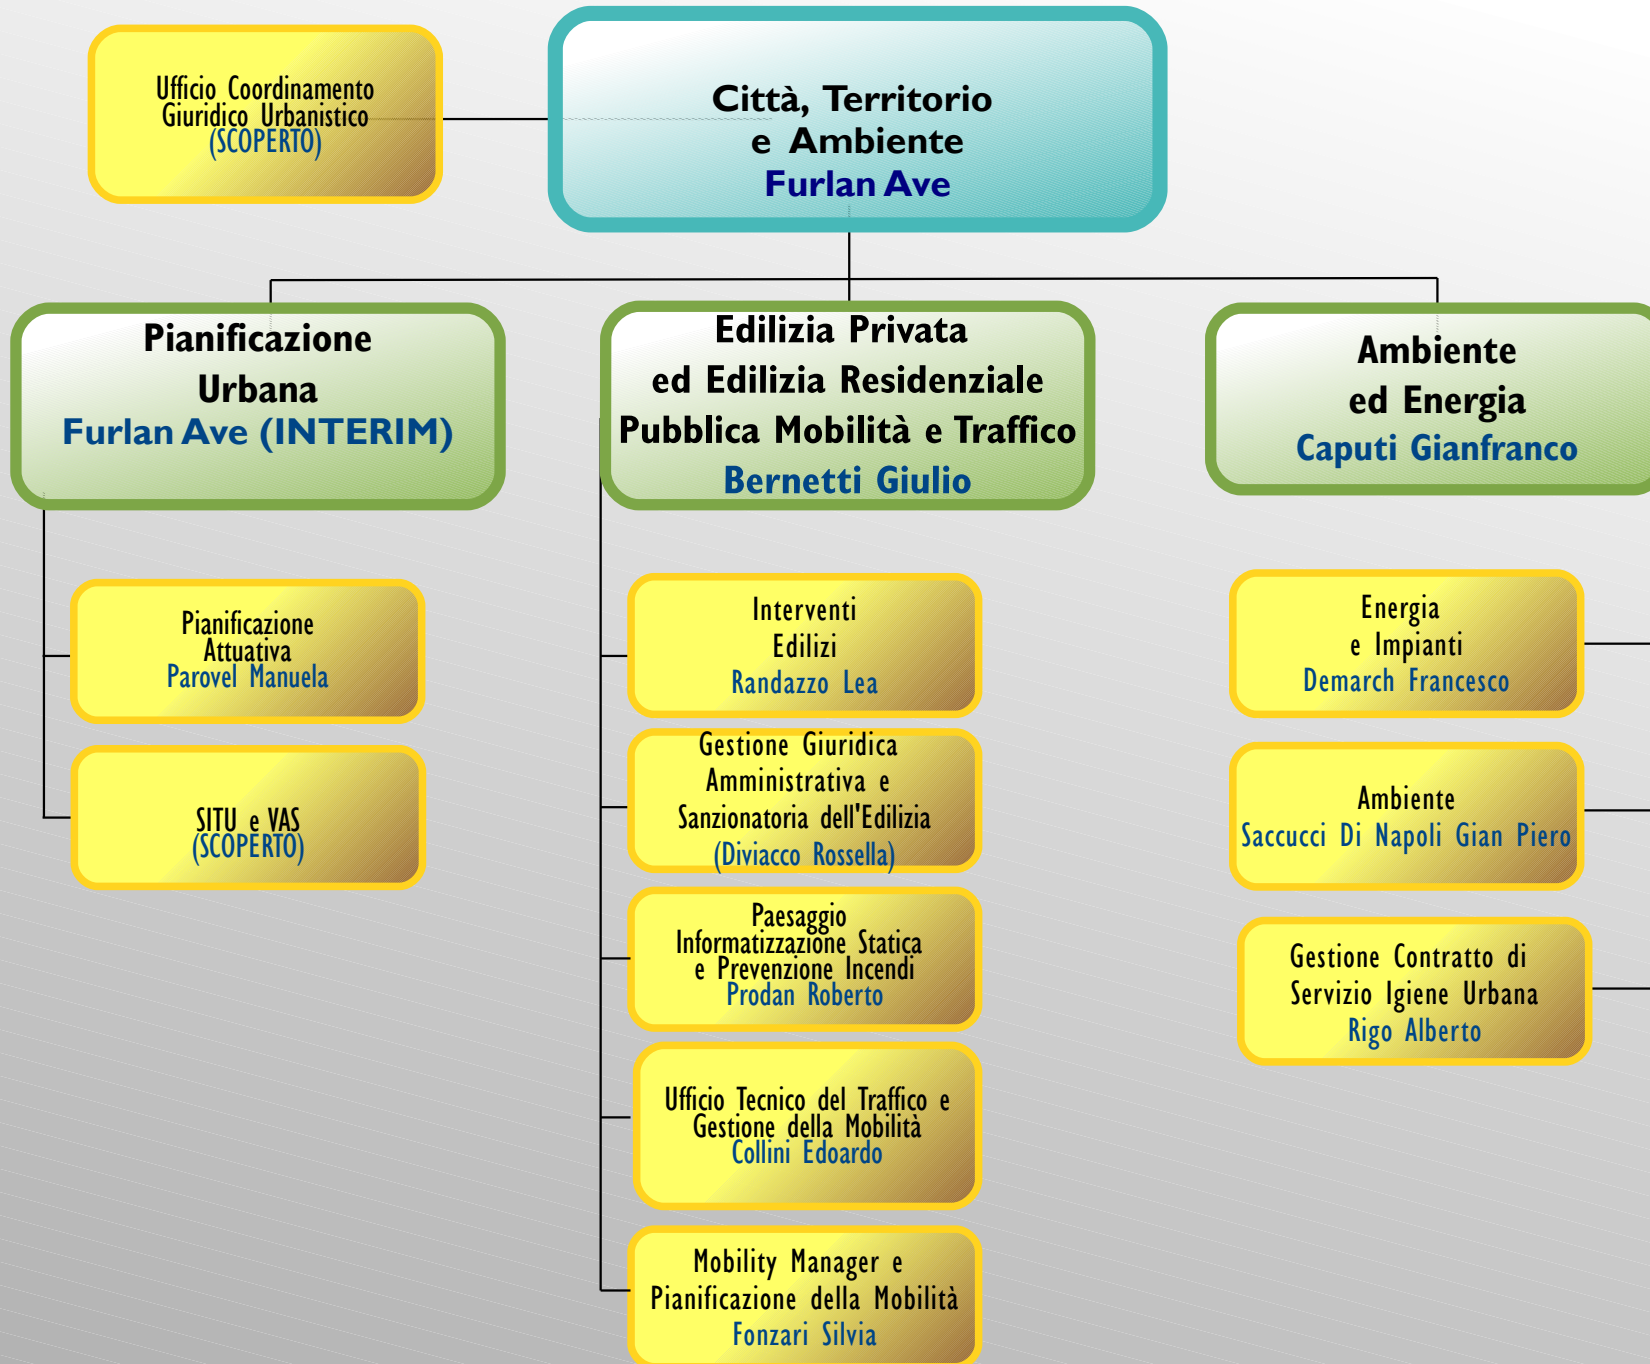 Ufficio Coordinamento
Giuridico Urbanistico
(SCOPERTO)
Città, Territorio
e Ambiente
Furlan Ave
Pianificazione
Urbana
Furlan Ave (INTERIM)
Edilizia Privata
ed Edilizia Residenziale
Pubblica Mobilità e Traffico
Bernetti Giulio
Ambiente
ed Energia
Caputi Gianfranco
Pianificazione
Attuativa
Parovel Manuela
SITU e VAS
(SCOPERTO)
Interventi
Edilizi
Randazzo Lea
Gestione Giuridica
Amministrativa e
Sanzionatoria dell'Edilizia
(Diviacco Rossella)
Paesaggio
Informatizzazione Statica
e Prevenzione Incendi
Prodan Roberto
Ufficio Tecnico del Traffico e
Gestione della Mobilità
Collini Edoardo
Mobility Manager e
Pianificazione della Mobilità
Fonzari Silvia
Energia
e Impianti
Demarch Francesco
Ambiente
Saccucci Di Napoli Gian Piero
Gestione Contratto di
Servizio Igiene Urbana
Rigo Alberto